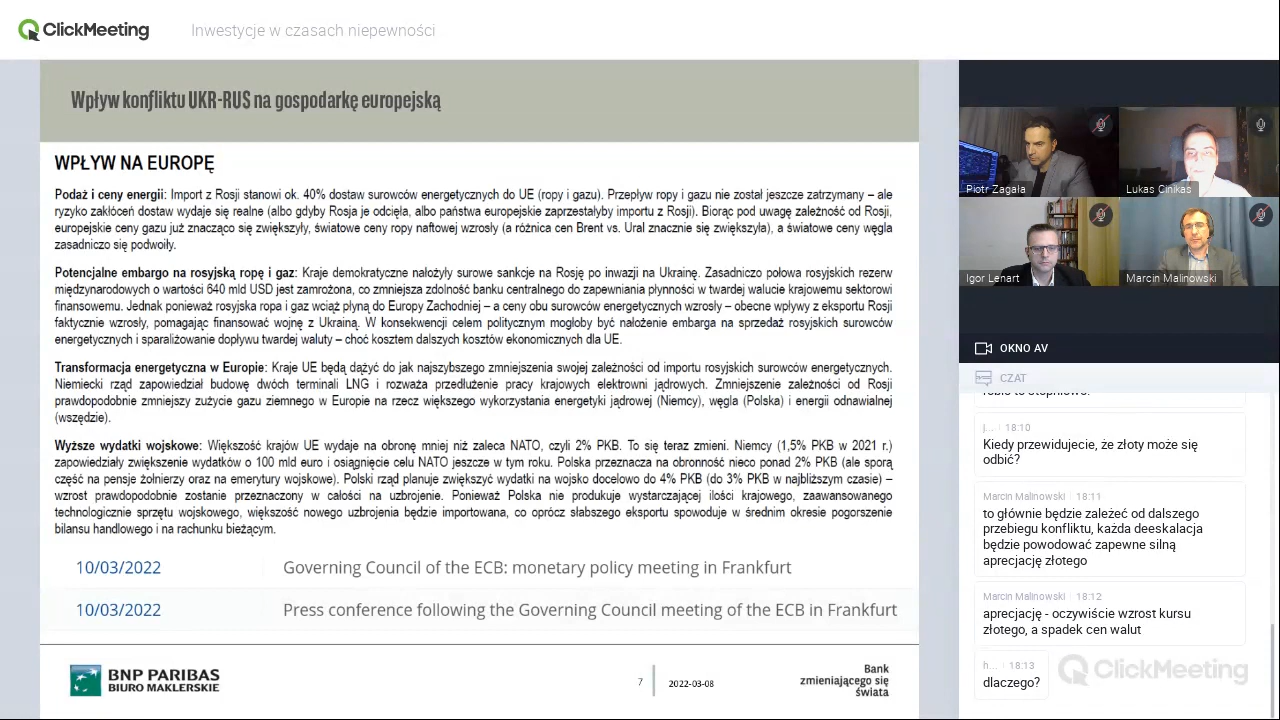 ClickMeeting
Inwestycje w czasach niepewności
Wpływ konfliktu UKR-RUS na gospodarkę europejską
WPŁYW NA EUROPĘ
Podaż i ceny energii: Import z Rosji stanowi ok. 40% dostaw surowców energetycznych do UE (ropy i gazu). Przepływ ropy i gazu nie został jeszcze zatrzymany – ale
ryzyko zakłóceń dostaw wydaje się realne (albo gdyby Rosja je odcięła, albo państwa europejskie zaprzestałyby importu z Rosji). Biorąc pod uwagę zależność od Rosji,
europejskie ceny gazu już znacząco się zwiększyły, światowe ceny ropy naftowej wzrosły (a różnica cen Brent vs. Ural znacznie się zwiększyła), a światowe ceny węgla
zasadniczo się podwoiły.
Potencjalne embargo na rosyjską ropę i gaz: Kraje demokratyczne nałożyły surowe sankcje na Rosję po inwazji na Ukrainę. Zasadniczo połowa rosyjskich rezerw
międzynarodowych o wartości 640 mld USD jest zamrożona, co zmniejsza zdolność banku centralnego do zapewniania płynności w twardej walucie krajowemu sektorowi
finansowemu. Jednak ponieważ rosyjska ropa i gaz wciąż płyną do Europy Zachodniej – a ceny obu surowców energetycznych wzrosły – obecne wpływy z eksportu Rosji
faktycznie wzrosły, pomagając finansować wojnę z Ukrainą. W konsekwencji celem politycznym mogłoby być nałożenie embarga na sprzedaż rosyjskich surowców
energetycznych i sparaliżowanie dopływu twardej waluty – choć kosztem dalszych kosztów ekonomicznych dla UE.
Transformacja energetyczna w Europie: Kraje UE będą dążyć do jak najszybszego zmniejszenia swojej zależności od importu rosyjskich surowców energetycznych.
Niemiecki rząd zapowiedział budowę dwóch terminali LNG i rozważa przedłużenie pracy krajowych elektrowni jądrowych. Zmniejszenie zależności od Rosji
prawdopodobnie zmniejszy zużycie gazu ziemnego w Europie na rzecz większego wykorzystania energetyki jądrowej (Niemcy), węgla (Polska) i energii odnawialnej
(wszędzie).
Wyższe wydatki wojskowe: Większość krajów UE wydaje na obronę mniej niż zaleca NATO, czyli 2% PKB. To się teraz zmieni. Niemcy (1,5% PKB w 2021 r.)
zapowiedziały zwiększenie wydatków o 100 mld euro i osiągnięcie celu NATO jeszcze w tym roku. Polska przeznacza na obronność nieco ponad 2% PKB (ale sporą
część na pensje żołnierzy oraz na emerytury wojskowe). Polski rząd planuje zwiększyć wydatki na wojsko docelowo do 4% PKB (do 3% PKB w najbliższym czasie) –
wzrost prawdopodobnie zostanie przeznaczony w całości na uzbrojenie. Ponieważ Polska nie produkuje wystarczającej ilości krajowego, zaawansowanego
technologicznie sprzętu wojskowego, większość nowego uzbrojenia będzie importowana, co oprócz słabszego eksportu spowoduje w średnim okresie pogorszenie
bilansu handlowego i na rachunku bieżącym.
10/03/2022 Governing Council of the ECB: monetary policy meeting in Frankfurt
10/03/2022 Press conference following the Governing Council meeting of the ECB in Frankfurt
BNP PARIBAS
BIURO MAKLERSKIE
7
2022-03-08
Bank
zmieniającego się
świata
Piotr Zagała
Lukas Cinikas
Igor Lenart
Marcin Malinowski
OKNO AV
CZAT
j... 18:10
Kiedy przewidujecie, że złoty może się
odbić?
Marcin Malinowski 18:11
to głównie będzie zależeć od dalszego
przebiegu konfliktu, każda deeskalacja
będzie powodować zapewne silną
aprecjację złotego
Marcin Malinowski 18:12
aprecjację - oczywiście wzrost kursu
złotego, a spadek cen walut
h... 18:13
dlaczego?
ClickMeeting